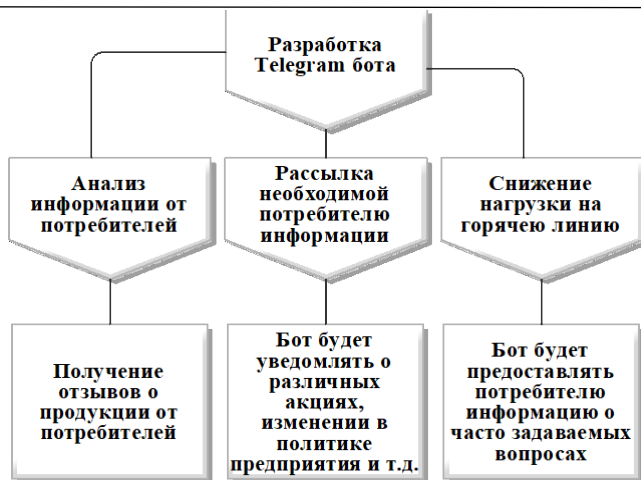 Разработка
Telegram бота
Анализ
информации от
потребителей
Рассылка
необходимой
потребителю
информации
Снижение
нагрузки на
горячею линию
Получение
отзывов о
продукции от
потребителей
Бот будет
уведомлять о
различных
акциях,
изменении в
политике
предприятия и т.д.
Бот будет
предоставлять
потребителю
информацию о
часто задаваемых
вопросах